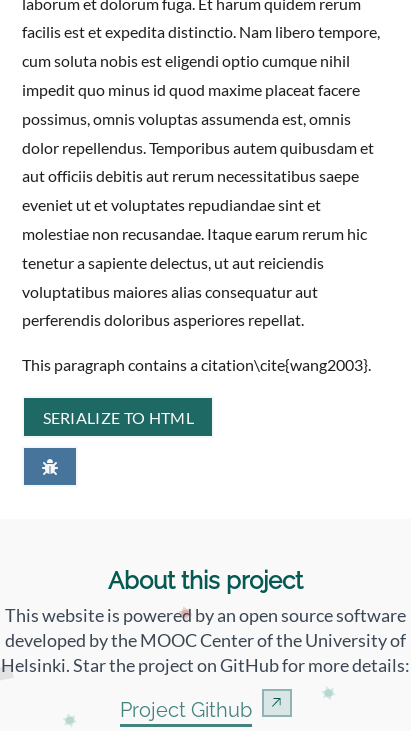 laborum et dolorum fuga. Et harum quidem rerum
facilis est et expedita distinctio. Nam libero tempore,
cum soluta nobis est eligendi optio cumque nihil
impedit quo minus id quod maxime placeat facere
possimus, omnis voluptas assumenda est, omnis
dolor repellendus. Temporibus autem quibusdam et
aut officiis debitis aut rerum necessitatibus saepe
eveniet ut et voluptates repudiandae sint et
molestiae non recusandae. Itaque earum rerum hic
tenetur a sapiente delectus, ut aut reiciendis
voluptatibus maiores alias consequatur aut
perferendis doloribus asperiores repellat.
This paragraph contains a citation\cite{wang2003}.
SERIALIZE TO HTML
About this project
This website is powered by an open source software
developed by the MOOC Center of the University of
Helsinki. Star the project on GitHub for more details:
Project Github